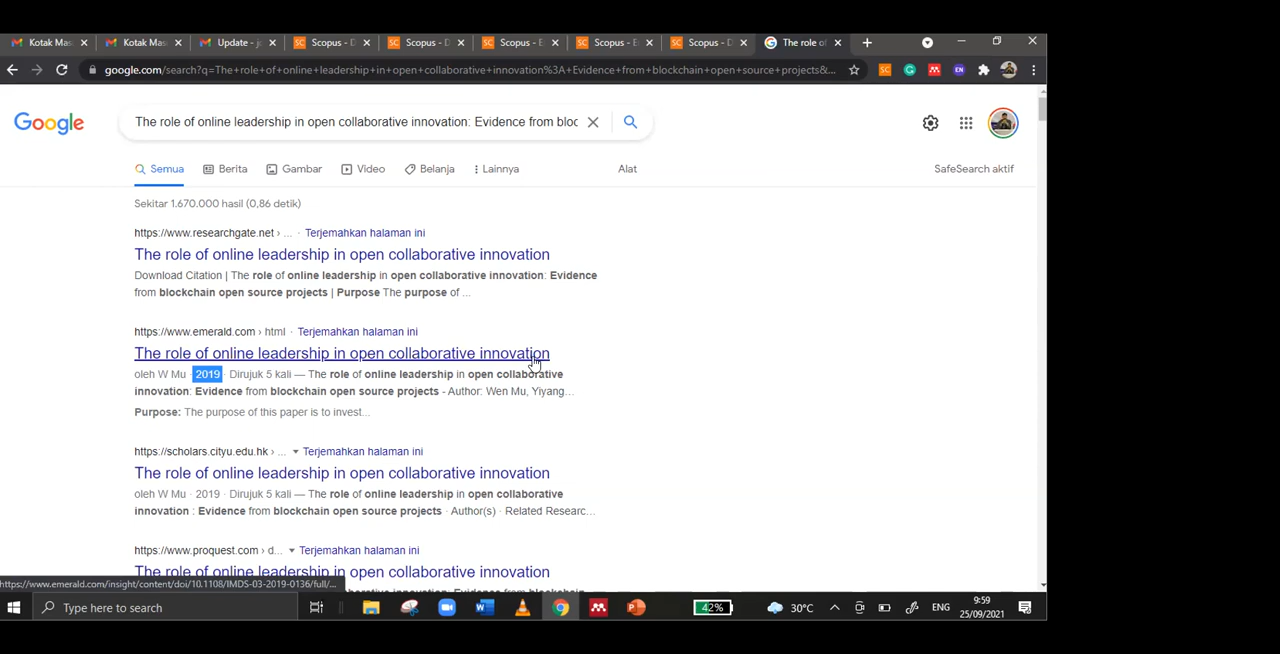 Kotak Mas
Kotak Mas
Update - jo
Scopus - D
Scopus - D
Scopus - E
Scopus - E
Scopus - D
The role of
google.com/search?q=The+role+of+online+leadership+in+open+collaborative+innovation%3A+Evidence+from+blockchain+open+source+projects&...
Google
The role of online leadership in open collaborative innovation: Evidence from bloc
Semua
Berita
Gambar
Video
Belanja
Lainnya
Alat
SafeSearch aktif
Sekitar 1.670.000 hasil (0,86 detik)
https://www.researchgate.net › ... · Terjemahkan halaman ini
The role of online leadership in open collaborative innovation
Download Citation | The role of online leadership in open collaborative innovation: Evidence
from blockchain open source projects | Purpose The purpose of ...
https://www.emerald.com › html · Terjemahkan halaman ini
The role of online leadership in open collaborative innovation
oleh W Mu · 2019 · Dirujuk 5 kali — The role of online leadership in open collaborative
innovation: Evidence from blockchain open source projects - Author: Wen Mu, Yiyang...
Purpose: The purpose of this paper is to invest...
https://scholars.cityu.edu.hk › ... Terjemahkan halaman ini
The role of online leadership in open collaborative innovation
oleh W Mu · 2019 · Dirujuk 5 kali — The role of online leadership in open collaborative
innovation : Evidence from blockchain open source projects · Author(s) · Related Researc...
https://www.proquest.com › d... Terjemahkan halaman ini
The role of online leadership in open collaborative innovation
https://www.emerald.com/insight/content/doi/10.1108/IMDS-03-2019-0136/full/...
Type here to search
42%
30°C
ENG
9:59
25/09/2021